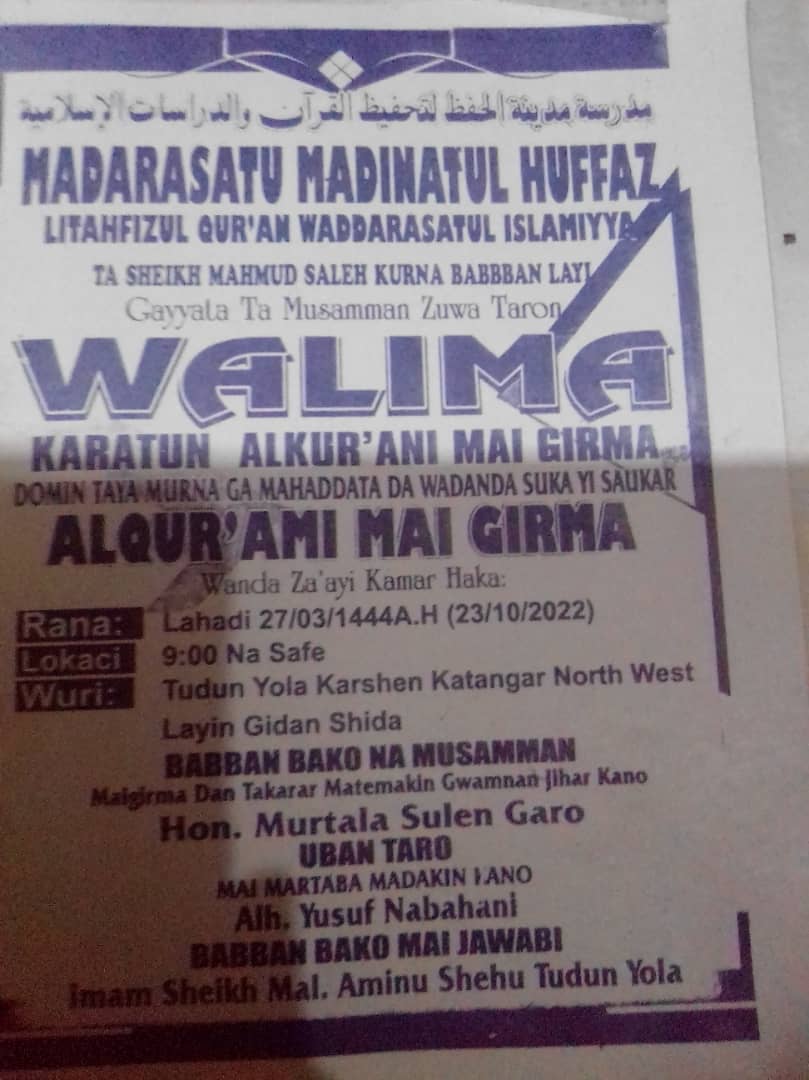 مدرسة مدينة الحفظ لتحفيظ القرآن والدراسات الإسلامية
MADARASATU MADINATUL HUFFAZ
LITAHFIZUL QUR'AN WADDARASATUL ISLAMIYYA
TA SHEIKH MAHMUD SALEH KURNA BABBBAN LAYI
Gayyata Ta Musamman Zuwa Taron
WALIMA
KARATUN ALKUR'ANI MAI GIRMA
DOMIN TAYA MURNA GA MAHADDATA DA WADANDA SUKA YI SAUKAR
ALQUR'AMI MAI GIRMA
Wanda Za'ayi Kamar Haka:
Rana: Lahadi 27/03/1444A.H (23/10/2022)
Lokaci 9:00 Na Safe
Wuri: Tudun Yola Karshen Katangar North West
Layin Gidan Shida
BABBAN BAKO NA MUSAMMAN
Maigirma Dan Takarar Matemakin Gwamnan Jihar Kano
Hon. Murtala Sulen Garo
UBAN TARO
MAI MARTABA MADAKIN KANO
Alh. Yusuf Nabahani
BABBAN BAKO MAI JAWABI
Imam Sheikh Mal. Aminu Shehu Tudun Yola